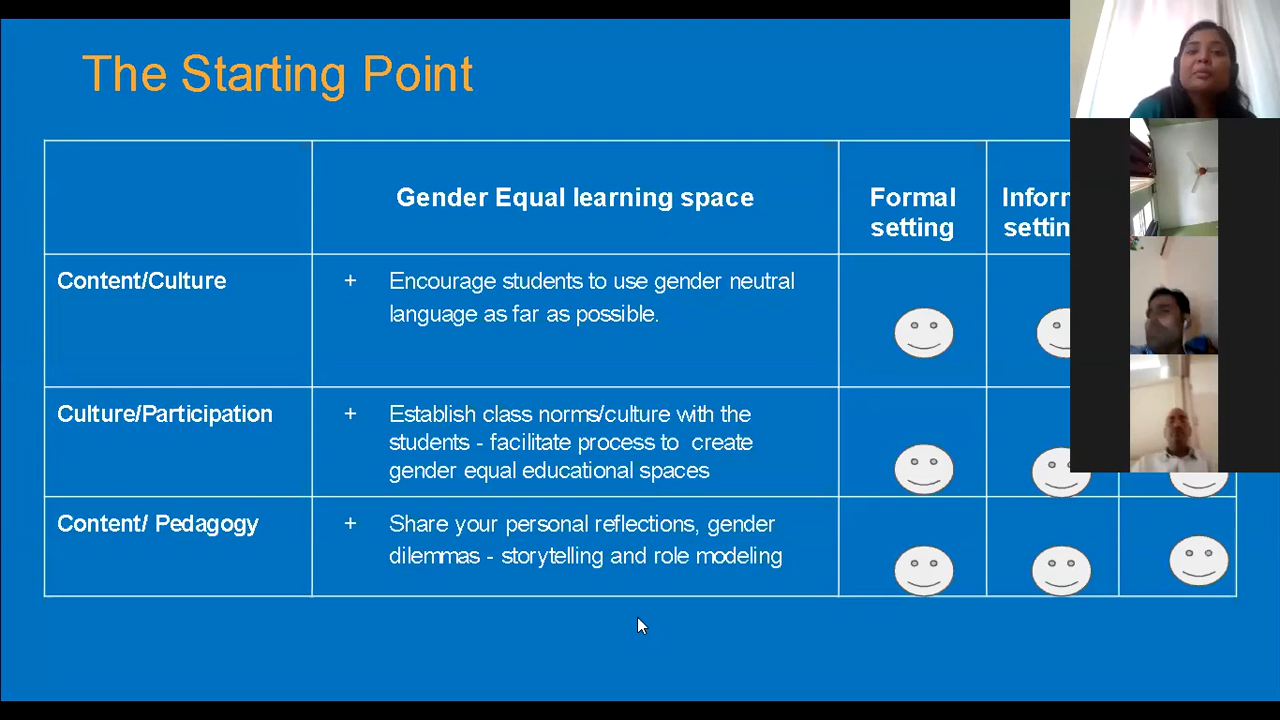 The Starting Point
Gender Equal learning space
Formal
setting
Content/Culture
+ Encourage students to use gender neutral
language as far as possible.
Culture/Participation
+ Establish class norms/culture with the
students - facilitate process to create
gender equal educational spaces
Content/ Pedagogy
+ Share your personal reflections, gender
dilemmas - storytelling and role modeling